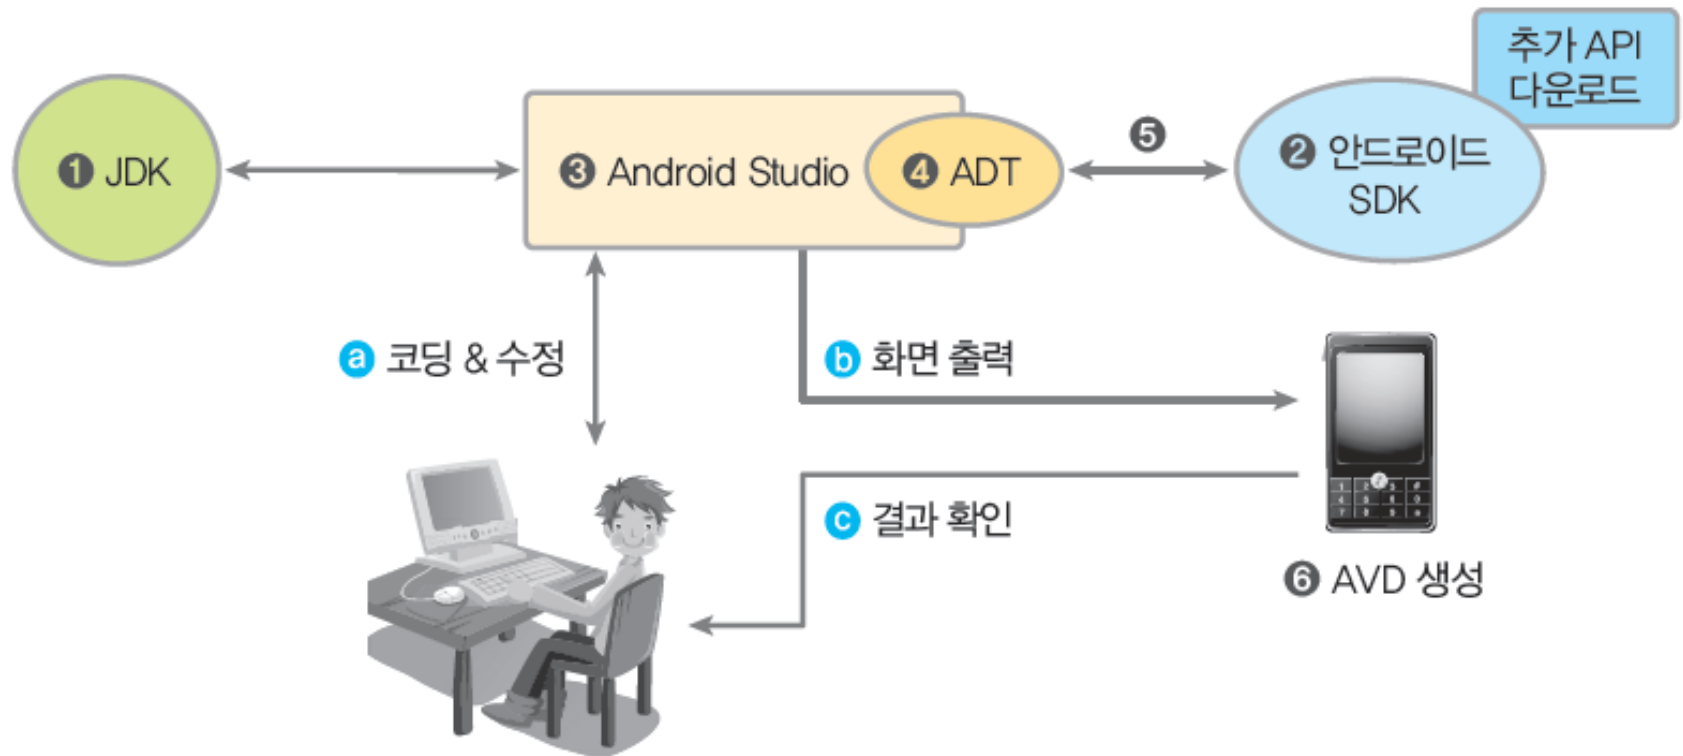 추가 API
다운로드
❶ JDK
❸ Android Studio
❹ ADT
❺
❷ 안드로이드
SDK
ⓐ 코딩 & 수정
ⓑ 화면 출력
ⓒ 결과 확인
❻ AVD 생성